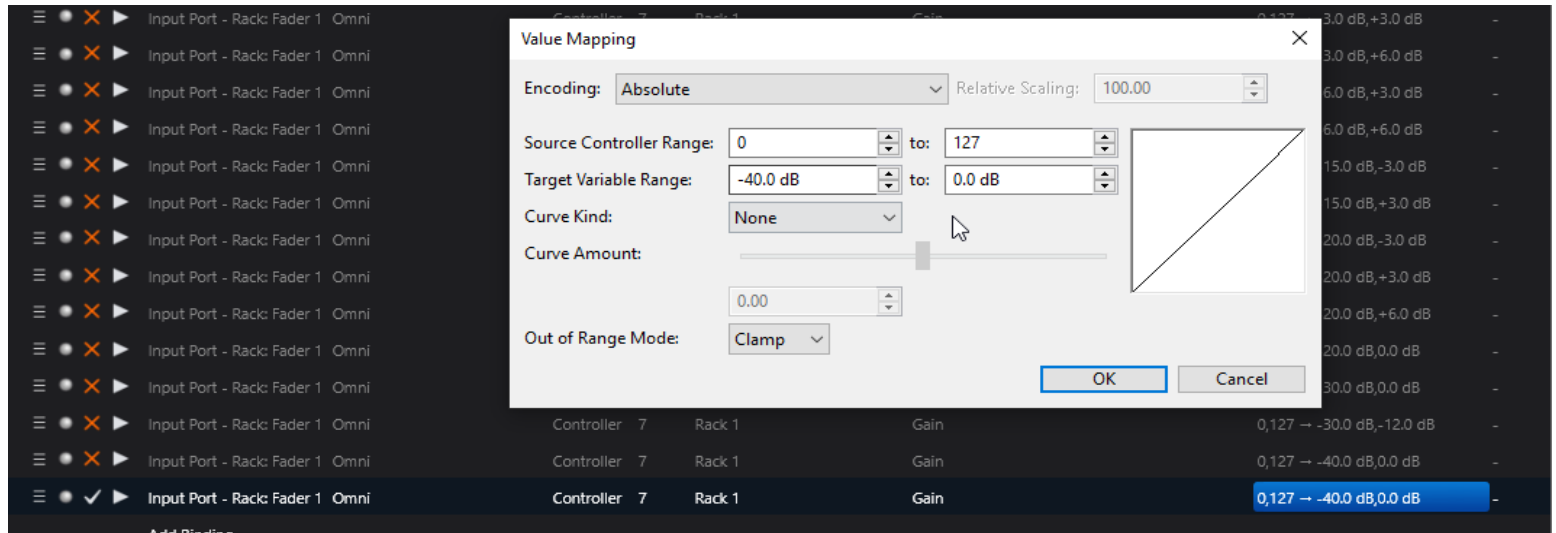 Input Port - Rack: Fader 1 Omni Controller 7 Rack 1 Gain 0,127 → -3.0 dB,+3.0 dB -
Value Mapping
Input Port - Rack: Fader 1 Omni 3.0 dB,+6.0 dB -
Encoding: Absolute Relative Scaling: 100.00
Input Port - Rack: Fader 1 Omni 6.0 dB,+3.0 dB -
Input Port - Rack: Fader 1 Omni 6.0 dB,+6.0 dB -
Source Controller Range: 0 to: 127
Input Port - Rack: Fader 1 Omni 15.0 dB,-3.0 dB -
Target Variable Range: -40.0 dB to: 0.0 dB
Input Port - Rack: Fader 1 Omni 15.0 dB,+3.0 dB -
Curve Kind: None
Input Port - Rack: Fader 1 Omni 20.0 dB,-3.0 dB -
Curve Amount:
Input Port - Rack: Fader 1 Omni 20.0 dB,+3.0 dB -
0.00
Input Port - Rack: Fader 1 Omni 20.0 dB,+6.0 dB -
Out of Range Mode: Clamp
Input Port - Rack: Fader 1 Omni 20.0 dB,0.0 dB -
OK Cancel
Input Port - Rack: Fader 1 Omni 30.0 dB,0.0 dB -
Input Port - Rack: Fader 1 Omni Controller 7 Rack 1 Gain 0,127 → -30.0 dB,-12.0 dB -
Input Port - Rack: Fader 1 Omni Controller 7 Rack 1 Gain 0,127 → -40.0 dB,0.0 dB -
Input Port - Rack: Fader 1 Omni Controller 7 Rack 1 Gain 0,127 → -40.0 dB,0.0 dB -
Add Binding